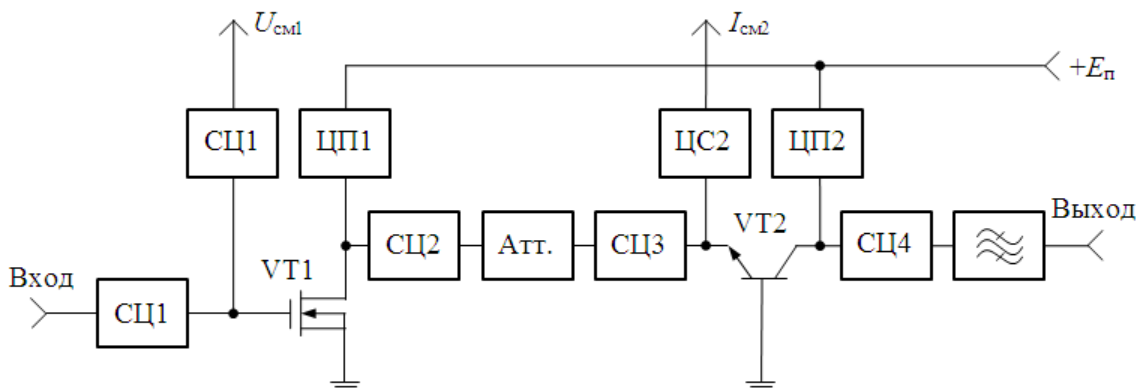 Uсм1
Iсм2
+Eп
СЦ1
ЦП1
ЦС2
ЦП2
VT1
СЦ2
Атт.
СЦ3
VT2
СЦ4
Выход
Вход
СЦ1